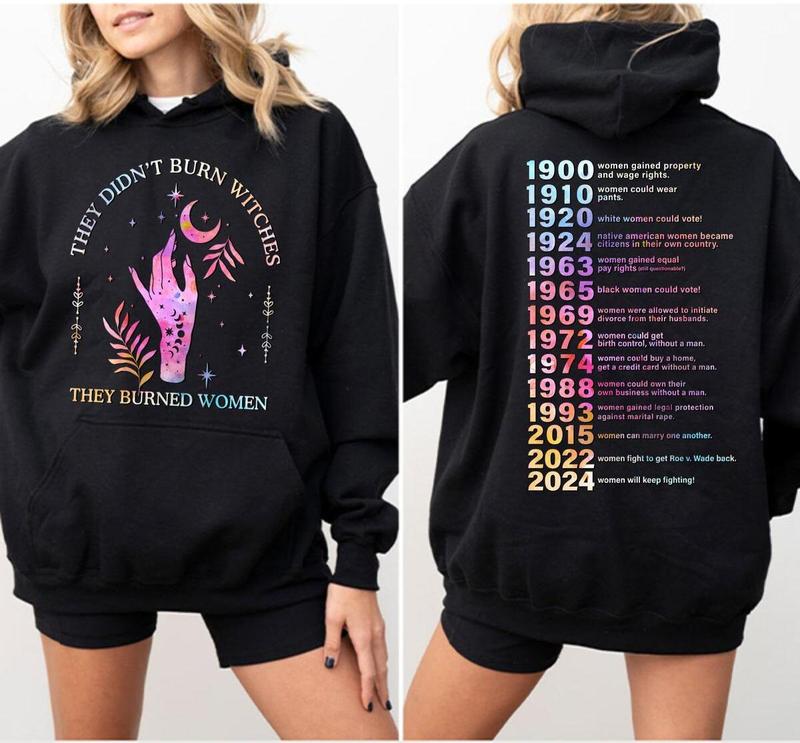 THEY DIDN'T BURN WITCHES
THEY BURNED WOMEN
1900 women gained property
and wage rights.
1910 women could wear
pants.
1920 white women could vote!
1924 native american women became
citizens in their own country.
1963 women gained equal
pay rights (still questionable?)
1965 black women could vote!
1969 women were allowed to initiate
divorce from their husbands.
1972 women could get
birth control, without a man.
1974 women could buy a home,
get a credit card without a man.
1988 women could own their
own business without a man.
1993 women gained legal protection
against marital rape.
2015 women can marry one another.
2022 women fight to get Roe v. Wade back.
2024 women will keep fighting!